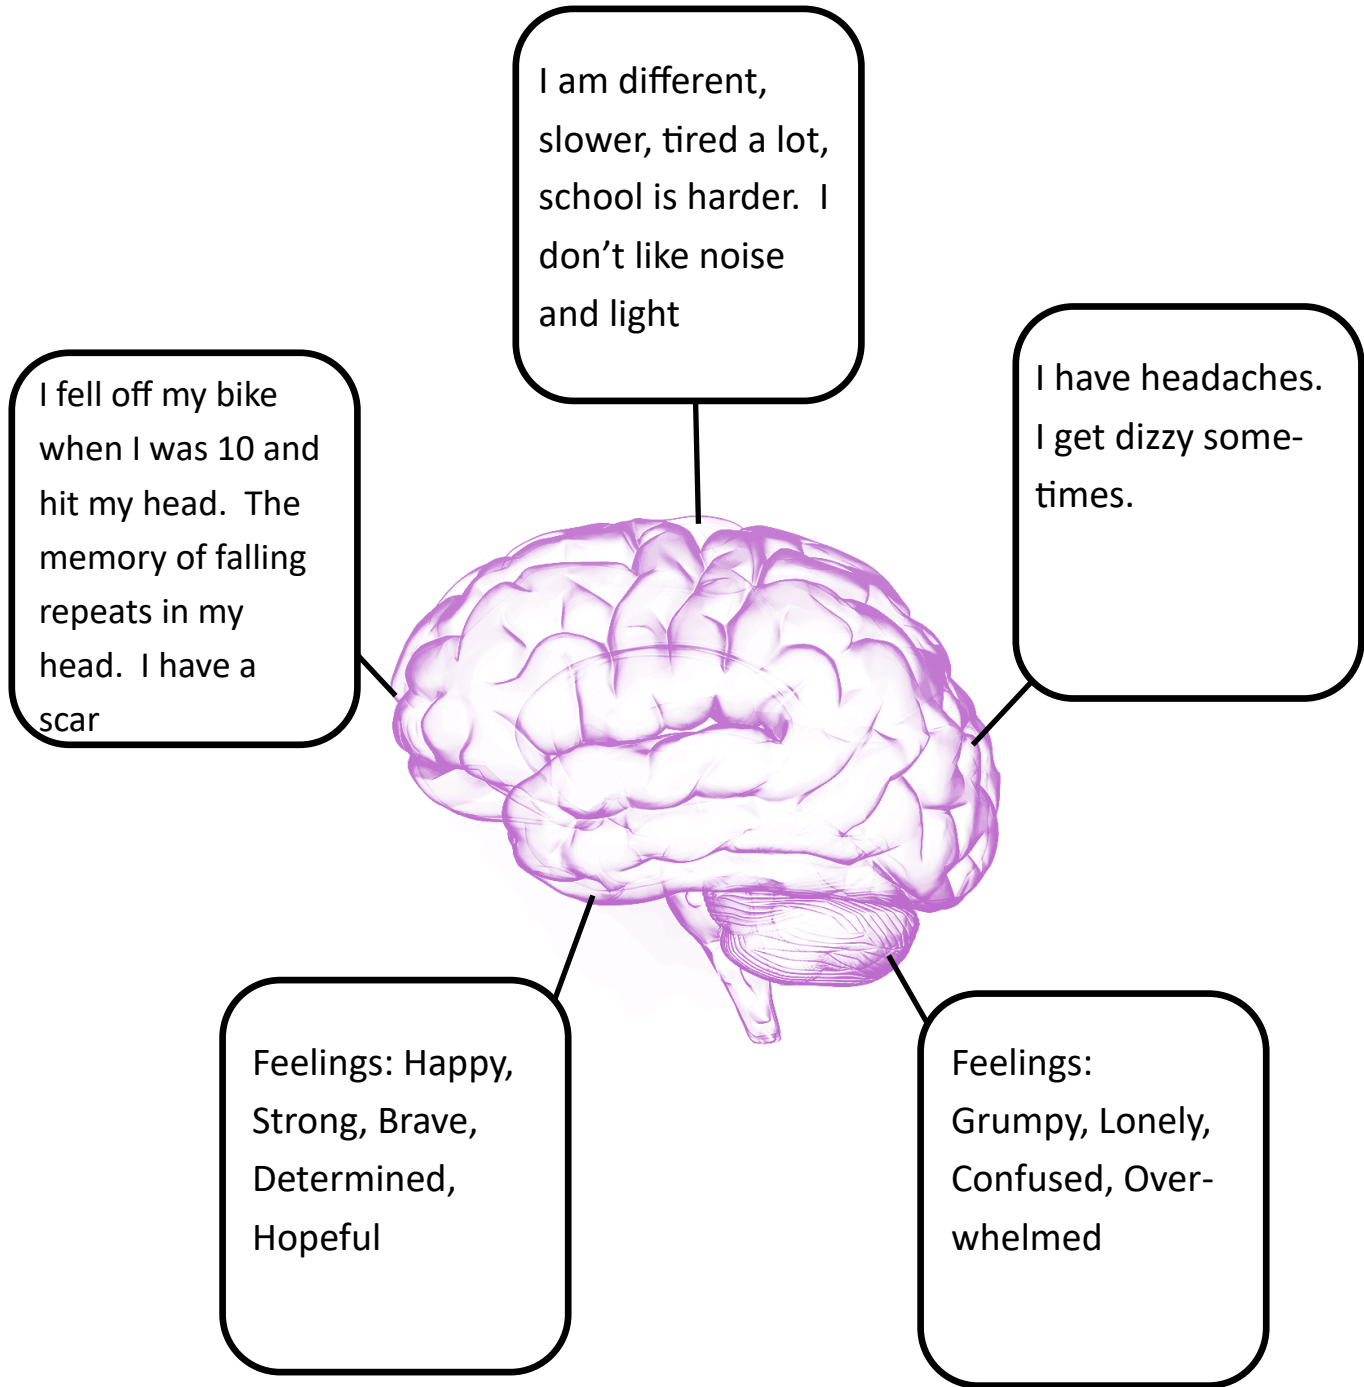 I am different,
slower, tired a lot,
school is harder.  I
don’t like noise
and light
I fell off my bike
when I was 10 and
hit my head.  The
memory of falling
repeats in my
head.  I have a
scar
I have headaches.
I get dizzy some-
times.
Feelings: Happy,
Strong, Brave,
Determined,
Hopeful
Feelings:
Grumpy, Lonely,
Confused, Over-
whelmed